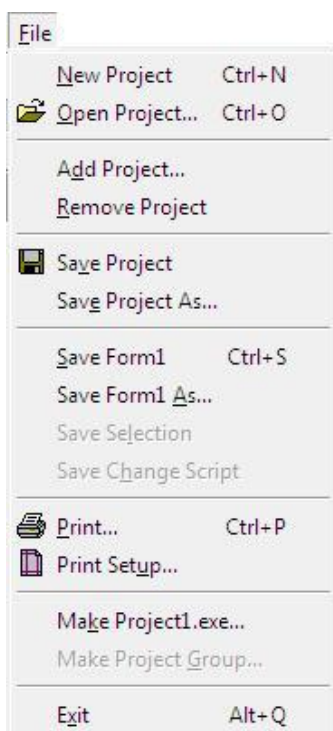 File
New Project Ctrl+N
Open Project... Ctrl+O
Add Project...
Remove Project
Save Project
Save Project As...
Save Form1 Ctrl+S
Save Form1 As...
Save Selection
Save Change Script
Print... Ctrl+P
Print Setup...
Make Project1.exe...
Make Project Group...
Exit Alt+Q